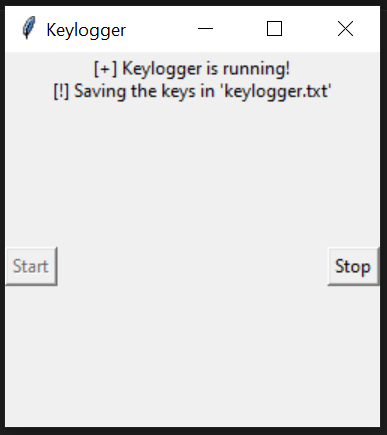 Keylogger
[+] Keylogger is running!
[!] Saving the keys in 'keylogger.txt'
Start
Stop